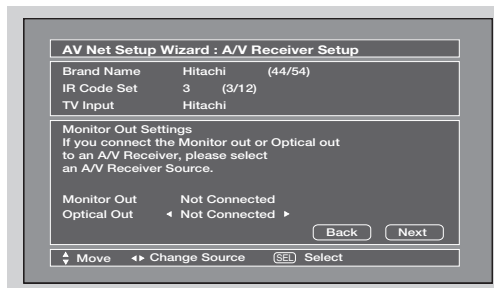 AV Net Setup Wizard : A/V Receiver Setup
Brand Name Hitachi (44/54)
IR Code Set 3 (3/12)
TV Input Hitachi
Monitor Out Settings
If you connect the Monitor out or Optical out
to an A/V Receiver, please select
an A/V Receiver Source.
Monitor Out Not Connected
Optical Out Not Connected
Back Next
Move Change Source SEL Select